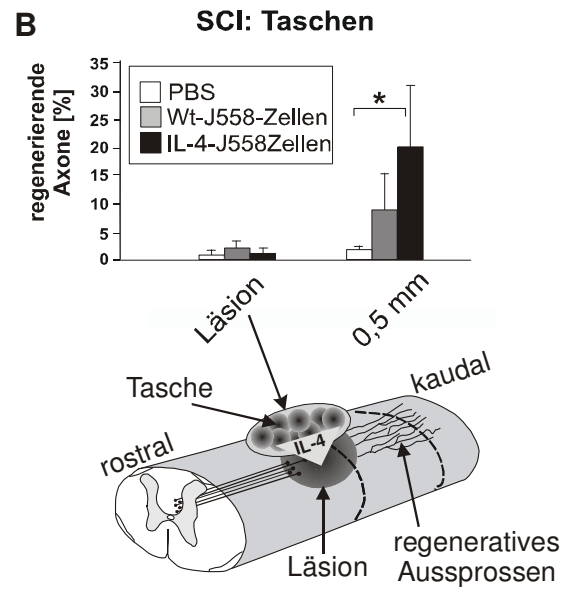 B
SCI: Taschen
regenerierende
Axone [%]
35
30
25
20
15
10
5
0
PBS
Wt-J558-Zellen
IL-4-J558Zellen
*
Läsion
0,5 mm
Tasche
kaudal
rostral
IL-4
Läsion
regeneratives
Aussprossen